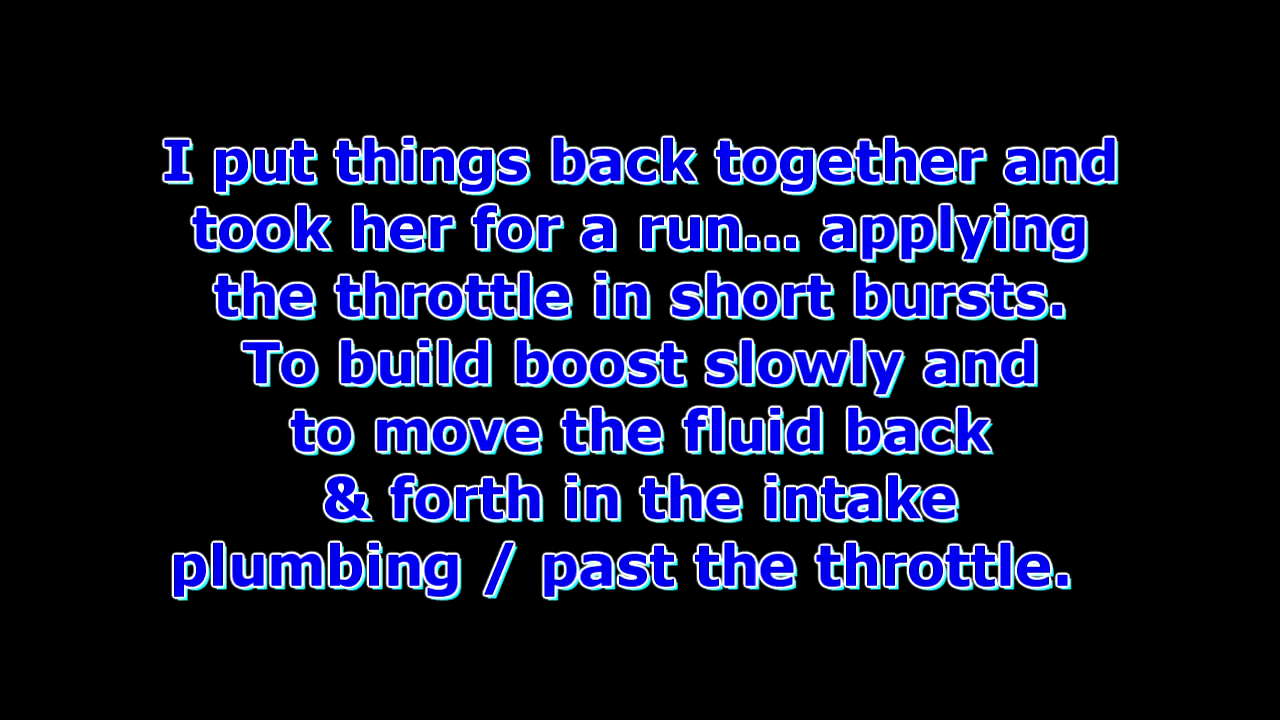 I put things back together and
took her for a run... applying
the throttle in short bursts.
To build boost slowly and
to move the fluid back
& forth in the intake
plumbing / past the throttle.